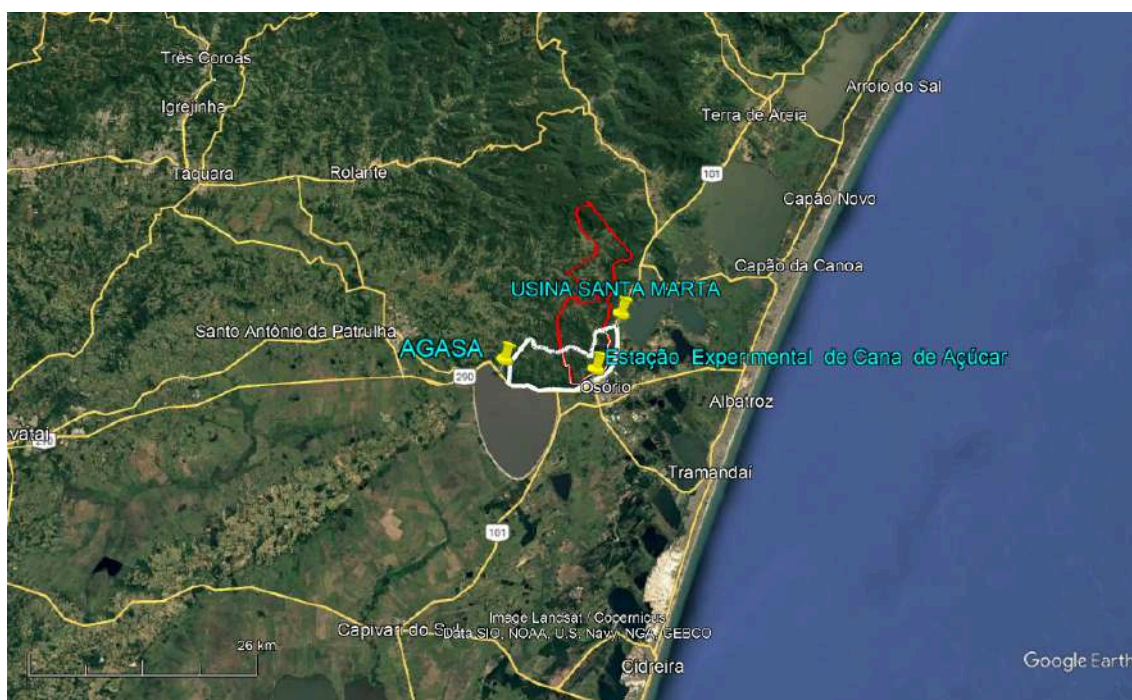 Três Coroas
Arroio do Sal
Igrejinha
Terra de Areia
Taquara
Rolante
101
Capão Novo
Capão da Canoa
USINA SANTA MARTA
Santo Antônio da Patrulha
AGASA
Estação Experimental de Cana de Açúcar
290
Osório
Albatroz
vataí
Tramandaí
101
Image Landsat / Copernicus
Capivari do Sul
Data SIO, NOAA, U.S. Navy, NGA, GEBCO
26 km
Cidreira
Google Earth